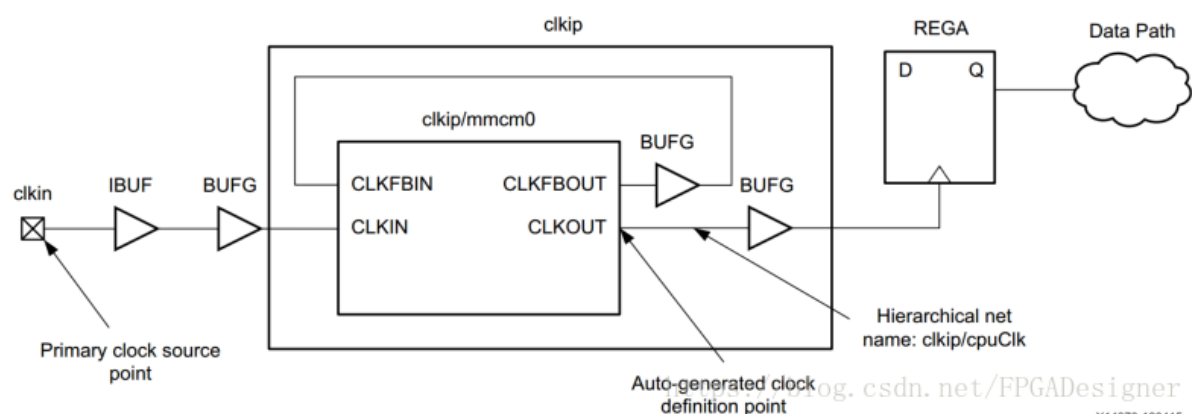 clkip
REGA
Data Path
D
Q
clkip/mmcm0
BUFG
IBUF
BUFG
clkin
CLKFBIN
CLKFBOUT
BUFG
CLKIN
CLKOUT
Primary clock source
point
Hierarchical net
name: clkip/cpuClk
Auto-generated clock
definition point
https://blog.csdn.net/FPGADesigner